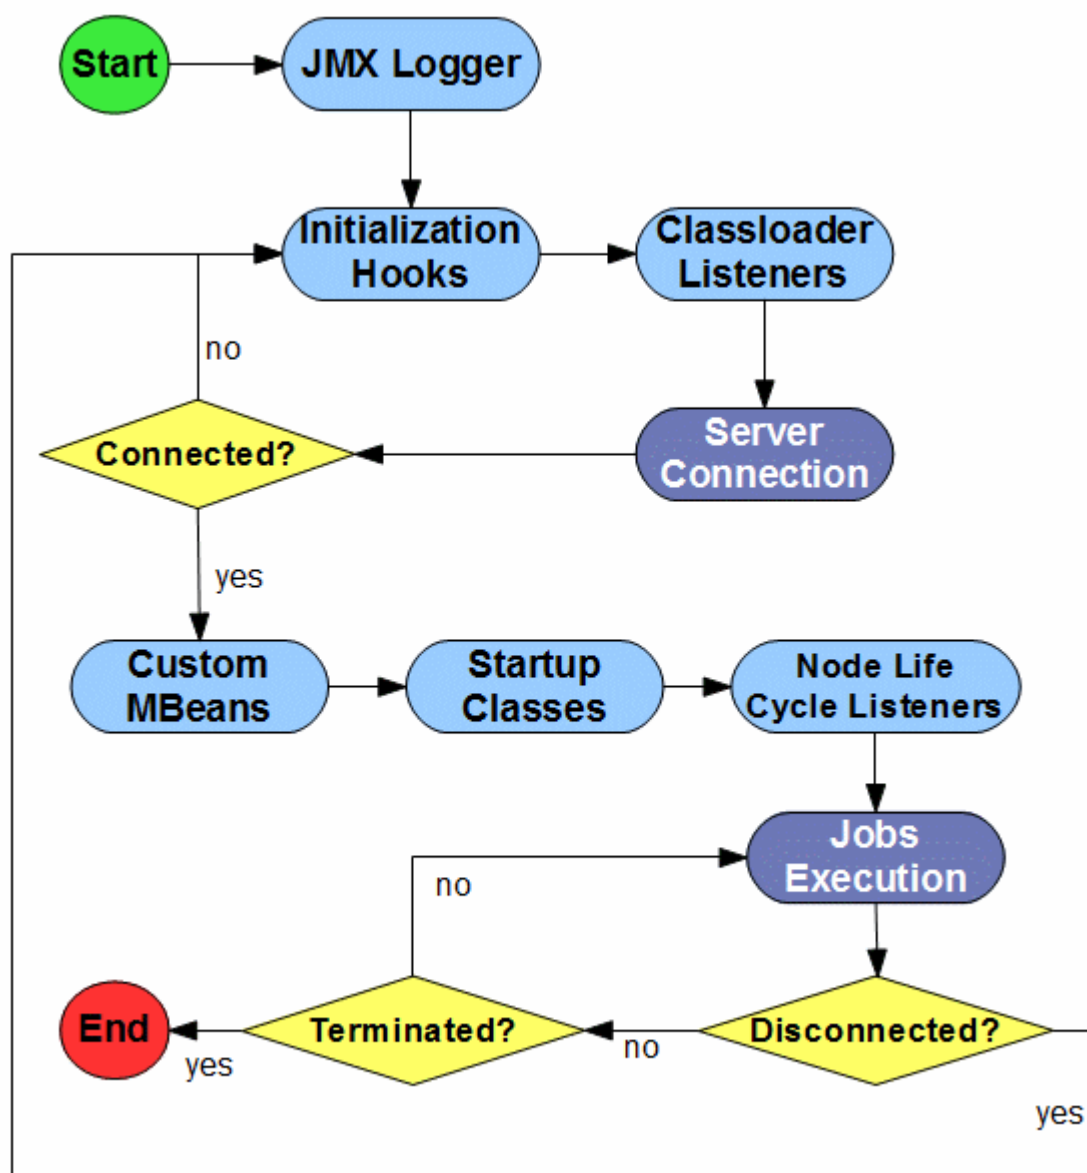 Start
JMX Logger
Initialization
Hooks
Classloader
Listeners
no
Connected?
Server
Connection
yes
Custom
MBeans
Startup
Classes
Node Life
Cycle Listeners
Jobs
Execution
no
End
Terminated?
Disconnected?
yes
no
yes